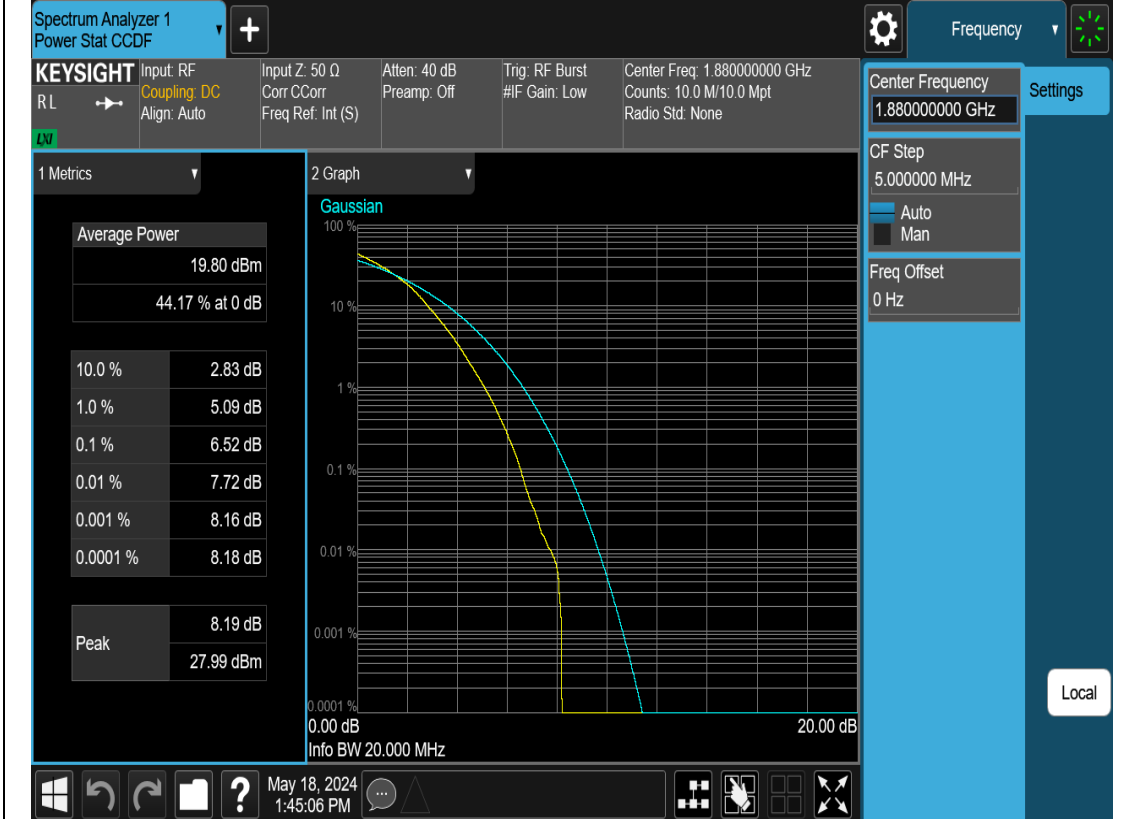 Spectrum Analyzer 1
Power Stat CCDF
+
Frequency
KEYSIGHT
RL
LXI
Input: RF
Coupling: DC
Align: Auto
Input Z: 50 Ω
Corr CCorr
Freq Ref: Int (S)
Atten: 40 dB
Preamp: Off
Trig: RF Burst
#IF Gain: Low
Center Freq: 1.880000000 GHz
Counts: 10.0 M/10.0 Mpt
Radio Std: None
Center Frequency
1.880000000 GHz
Settings
CF Step
5.000000 MHz
Auto
Man
Freq Offset
0 Hz
1 Metrics
Average Power
19.80 dBm
44.17 % at 0 dB
10.0 % 2.83 dB
1.0 % 5.09 dB
0.1 % 6.52 dB
0.01 % 7.72 dB
0.001 % 8.16 dB
0.0001 % 8.18 dB
Peak
8.19 dB
27.99 dBm
2 Graph
Gaussian
100 %
10 %
1 %
0.1 %
0.01 %
0.001 %
0.0001 %
0.00 dB 20.00 dB
Info BW 20.000 MHz
Local
?
May 18, 2024
1:45:06 PM